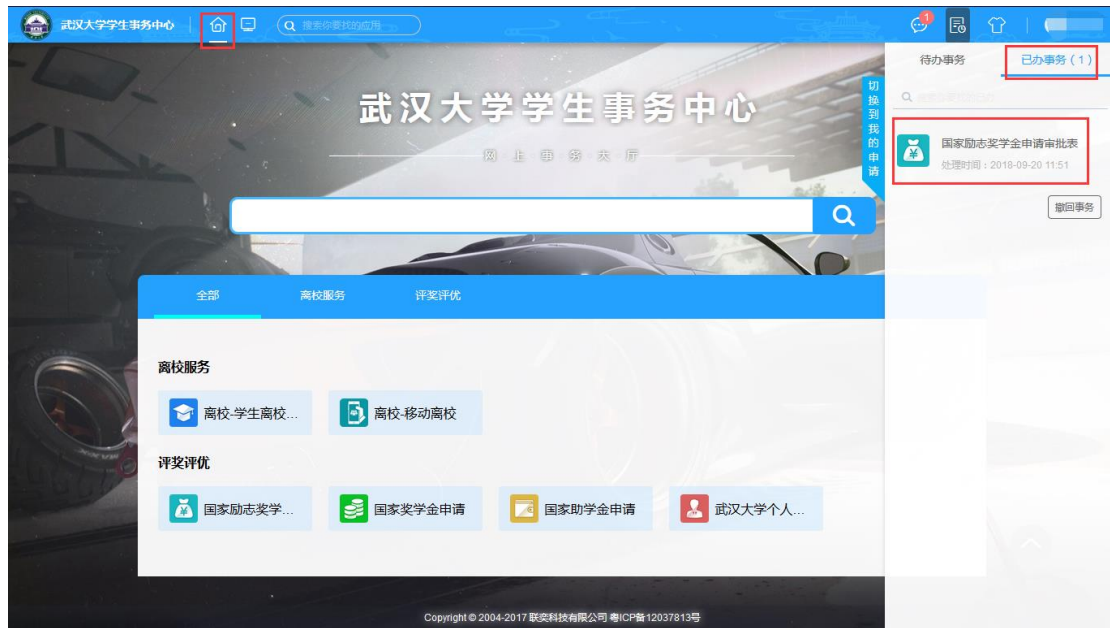 武汉大学学生事务中心
搜索你要找的应用
1
待办事务
已办事务(1)
切换到我的申请
国家励志奖学金申请审批表
处理时间:2018-09-20 11:51
撤回事务
武汉大学学生事务中心
网上事务大厅
全部
离校服务
评奖评优
离校服务
离校-学生离校...
离校-移动离校
评奖评优
国家励志奖学...
国家奖学金申请
国家助学金申请
武汉大学个人...
Copyright © 2004-2017 联奕科技有限公司 粤ICP备12037813号